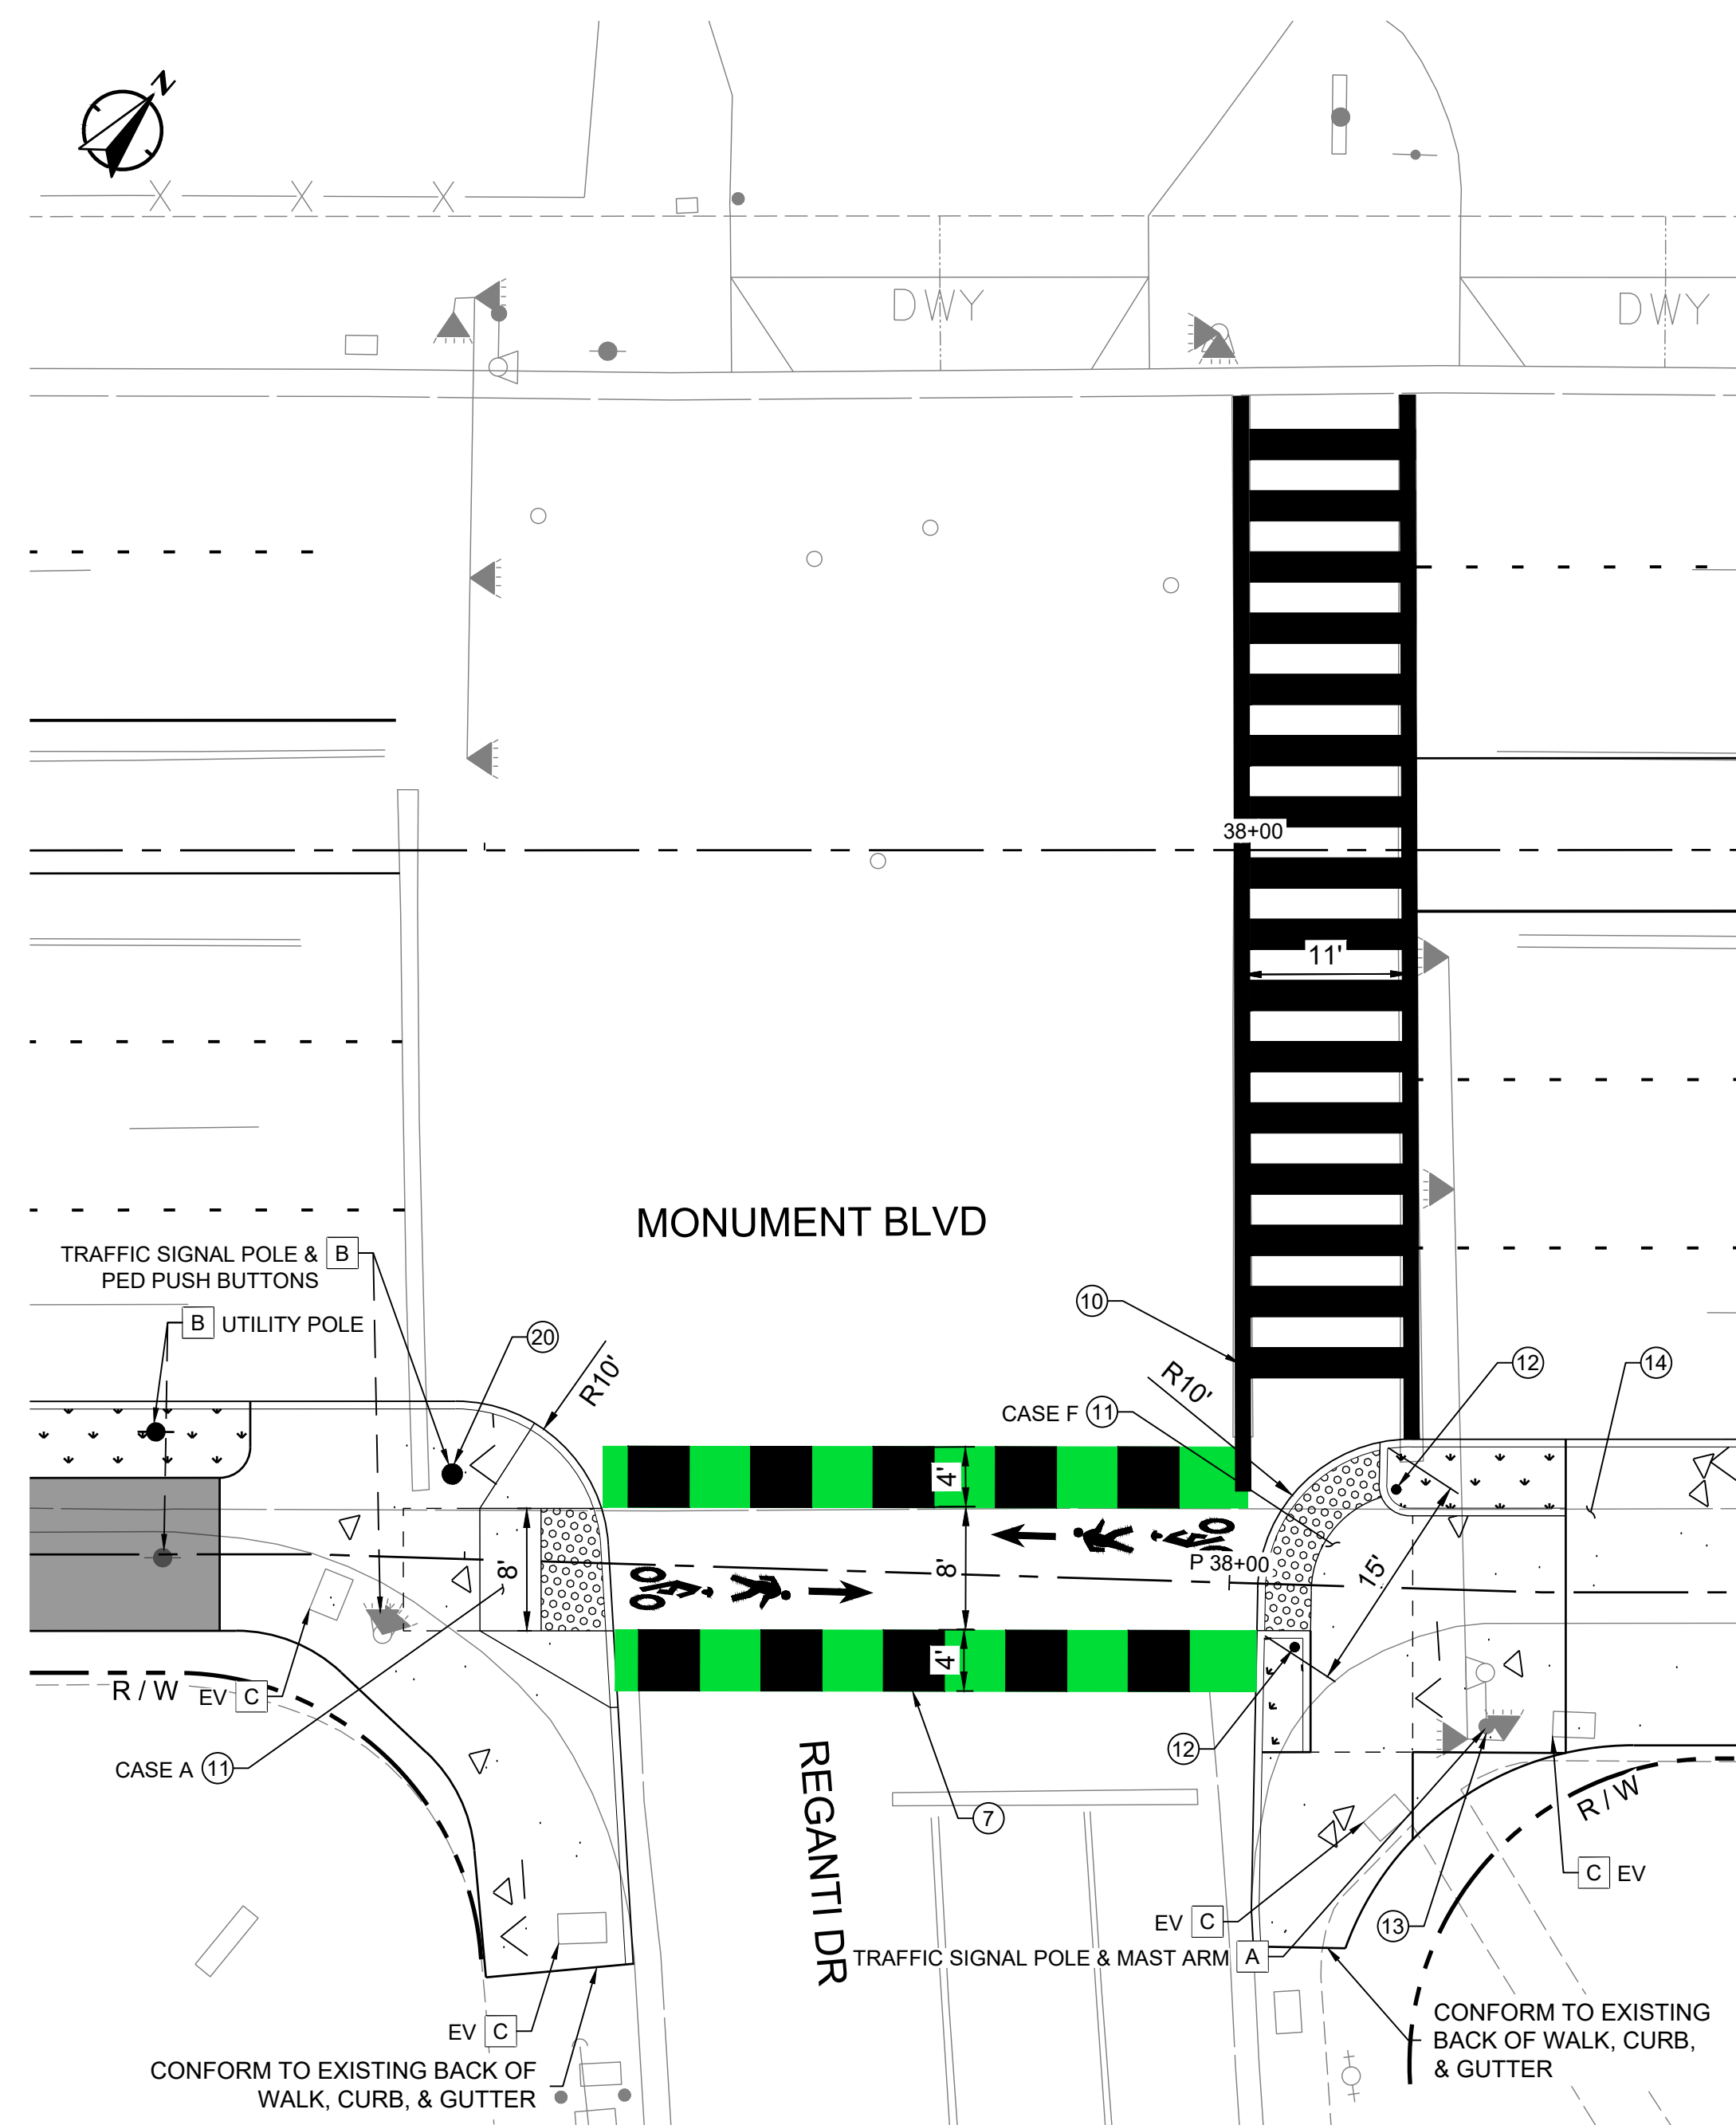 N
DWY
DWY
38+00
11'
MONUMENT BLVD
TRAFFIC SIGNAL POLE & B
PED PUSH BUTTONS
B UTILITY POLE
10
20
R10'
R10'
12
14
CASE F 11
4'
8'
8'
P 38+00
15'
4'
R / W
EV C
CASE A 11
12
7
REGANTI DR
R / W
C EV
EV C
13
TRAFFIC SIGNAL POLE & MAST ARM A
EV C
CONFORM TO EXISTING BACK OF
WALK, CURB, & GUTTER
CONFORM TO EXISTING
BACK OF WALK, CURB,
& GUTTER